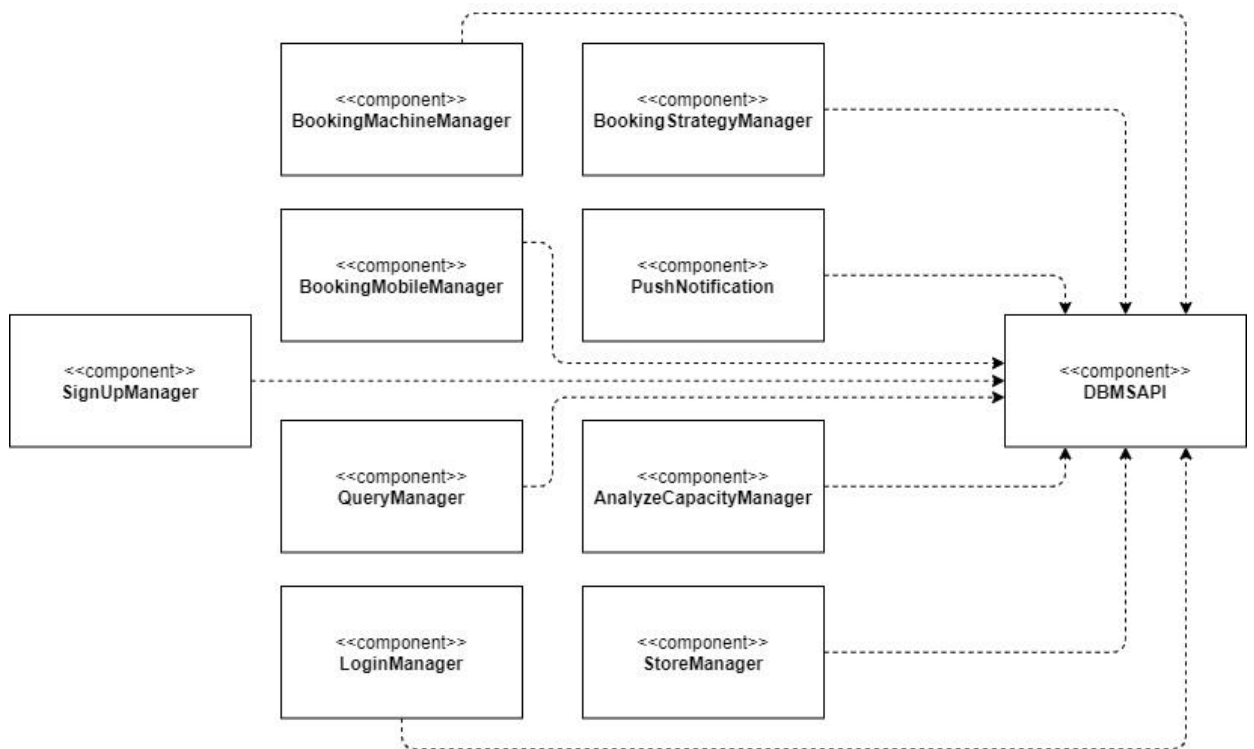 <<component>>
BookingMachineManager
<<component>>
BookingStrategyManager
<<component>>
BookingMobileManager
<<component>>
PushNotification
<<component>>
SignUpManager
<<component>>
DBMSAPI
<<component>>
QueryManager
<<component>>
AnalyzeCapacityManager
<<component>>
LoginManager
<<component>>
StoreManager